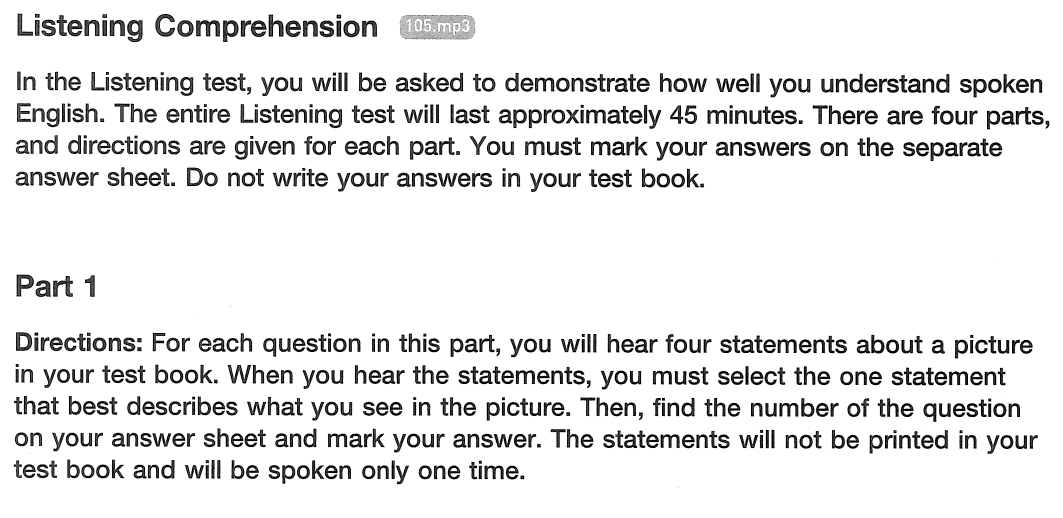 Listening Comprehension 105.mp3
In the Listening test, you will be asked to demonstrate how well you understand spoken
English. The entire Listening test will last approximately 45 minutes. There are four parts,
and directions are given for each part. You must mark your answers on the separate
answer sheet. Do not write your answers in your test book.
Part 1
Directions: For each question in this part, you will hear four statements about a picture
in your test book. When you hear the statements, you must select the one statement
that best describes what you see in the picture. Then, find the number of the question
on your answer sheet and mark your answer. The statements will not be printed in your
test book and will be spoken only one time.